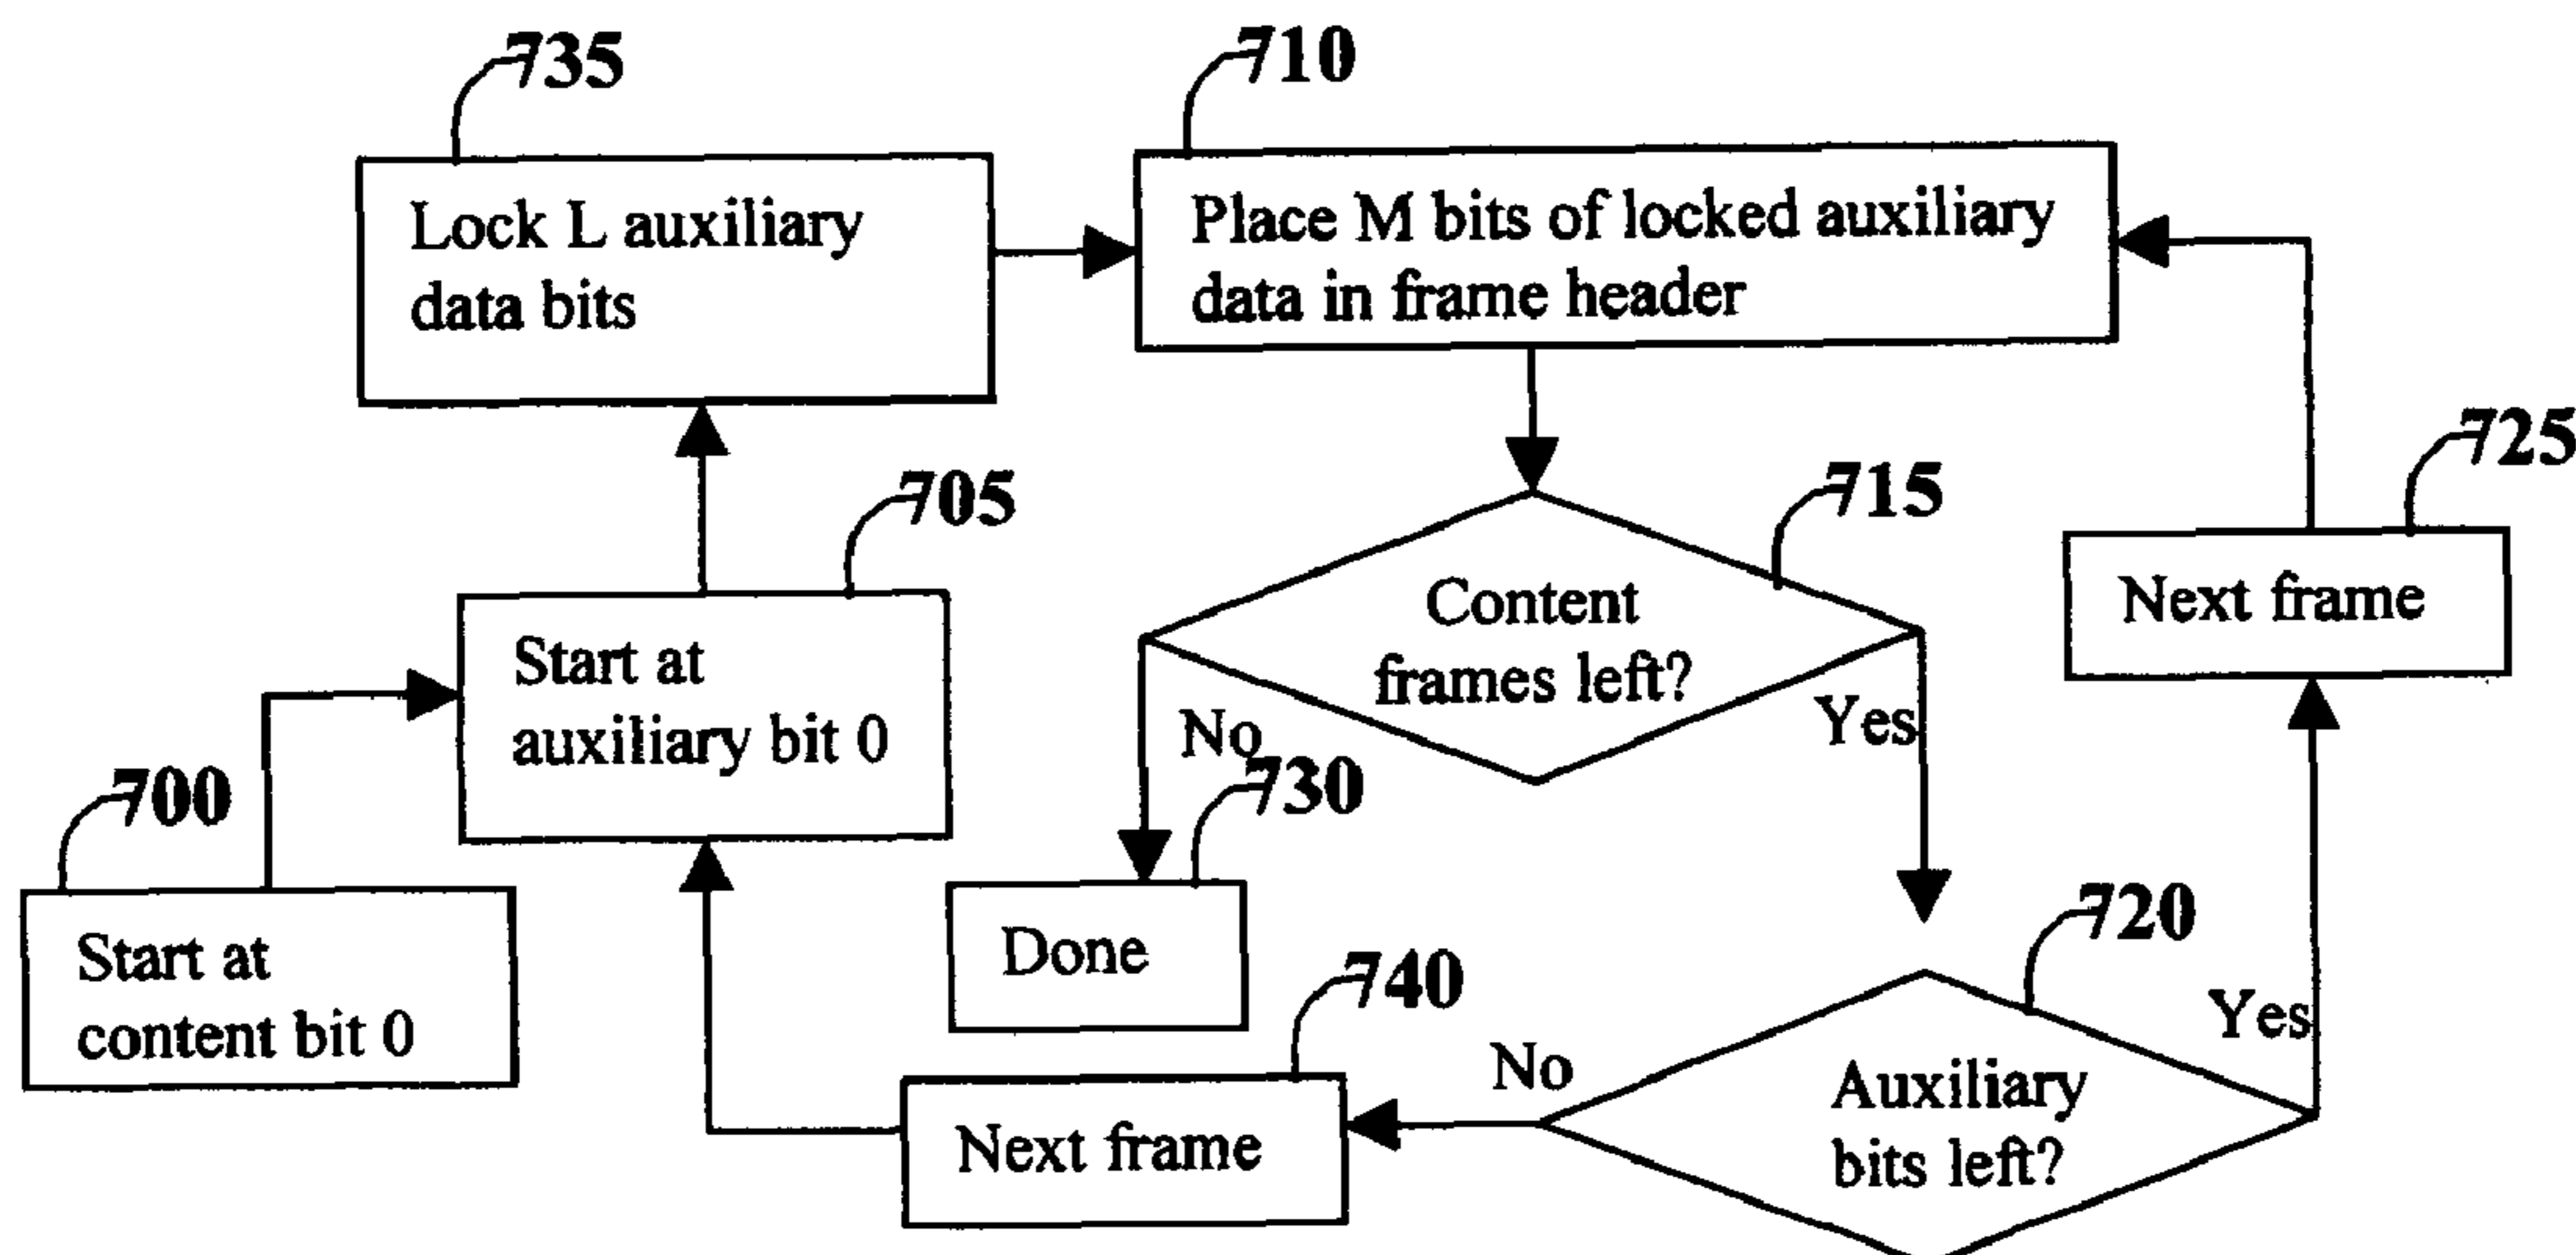 735
710
Lock L auxiliary
data bits
Place M bits of locked auxiliary
data in frame header
725
705
715
Start at
auxiliary bit 0
Content
frames left?
Next frame
No
Yes
700
730
720
Start at
content bit 0
Done
740
Yes
No
Next frame
Auxiliary
bits left?